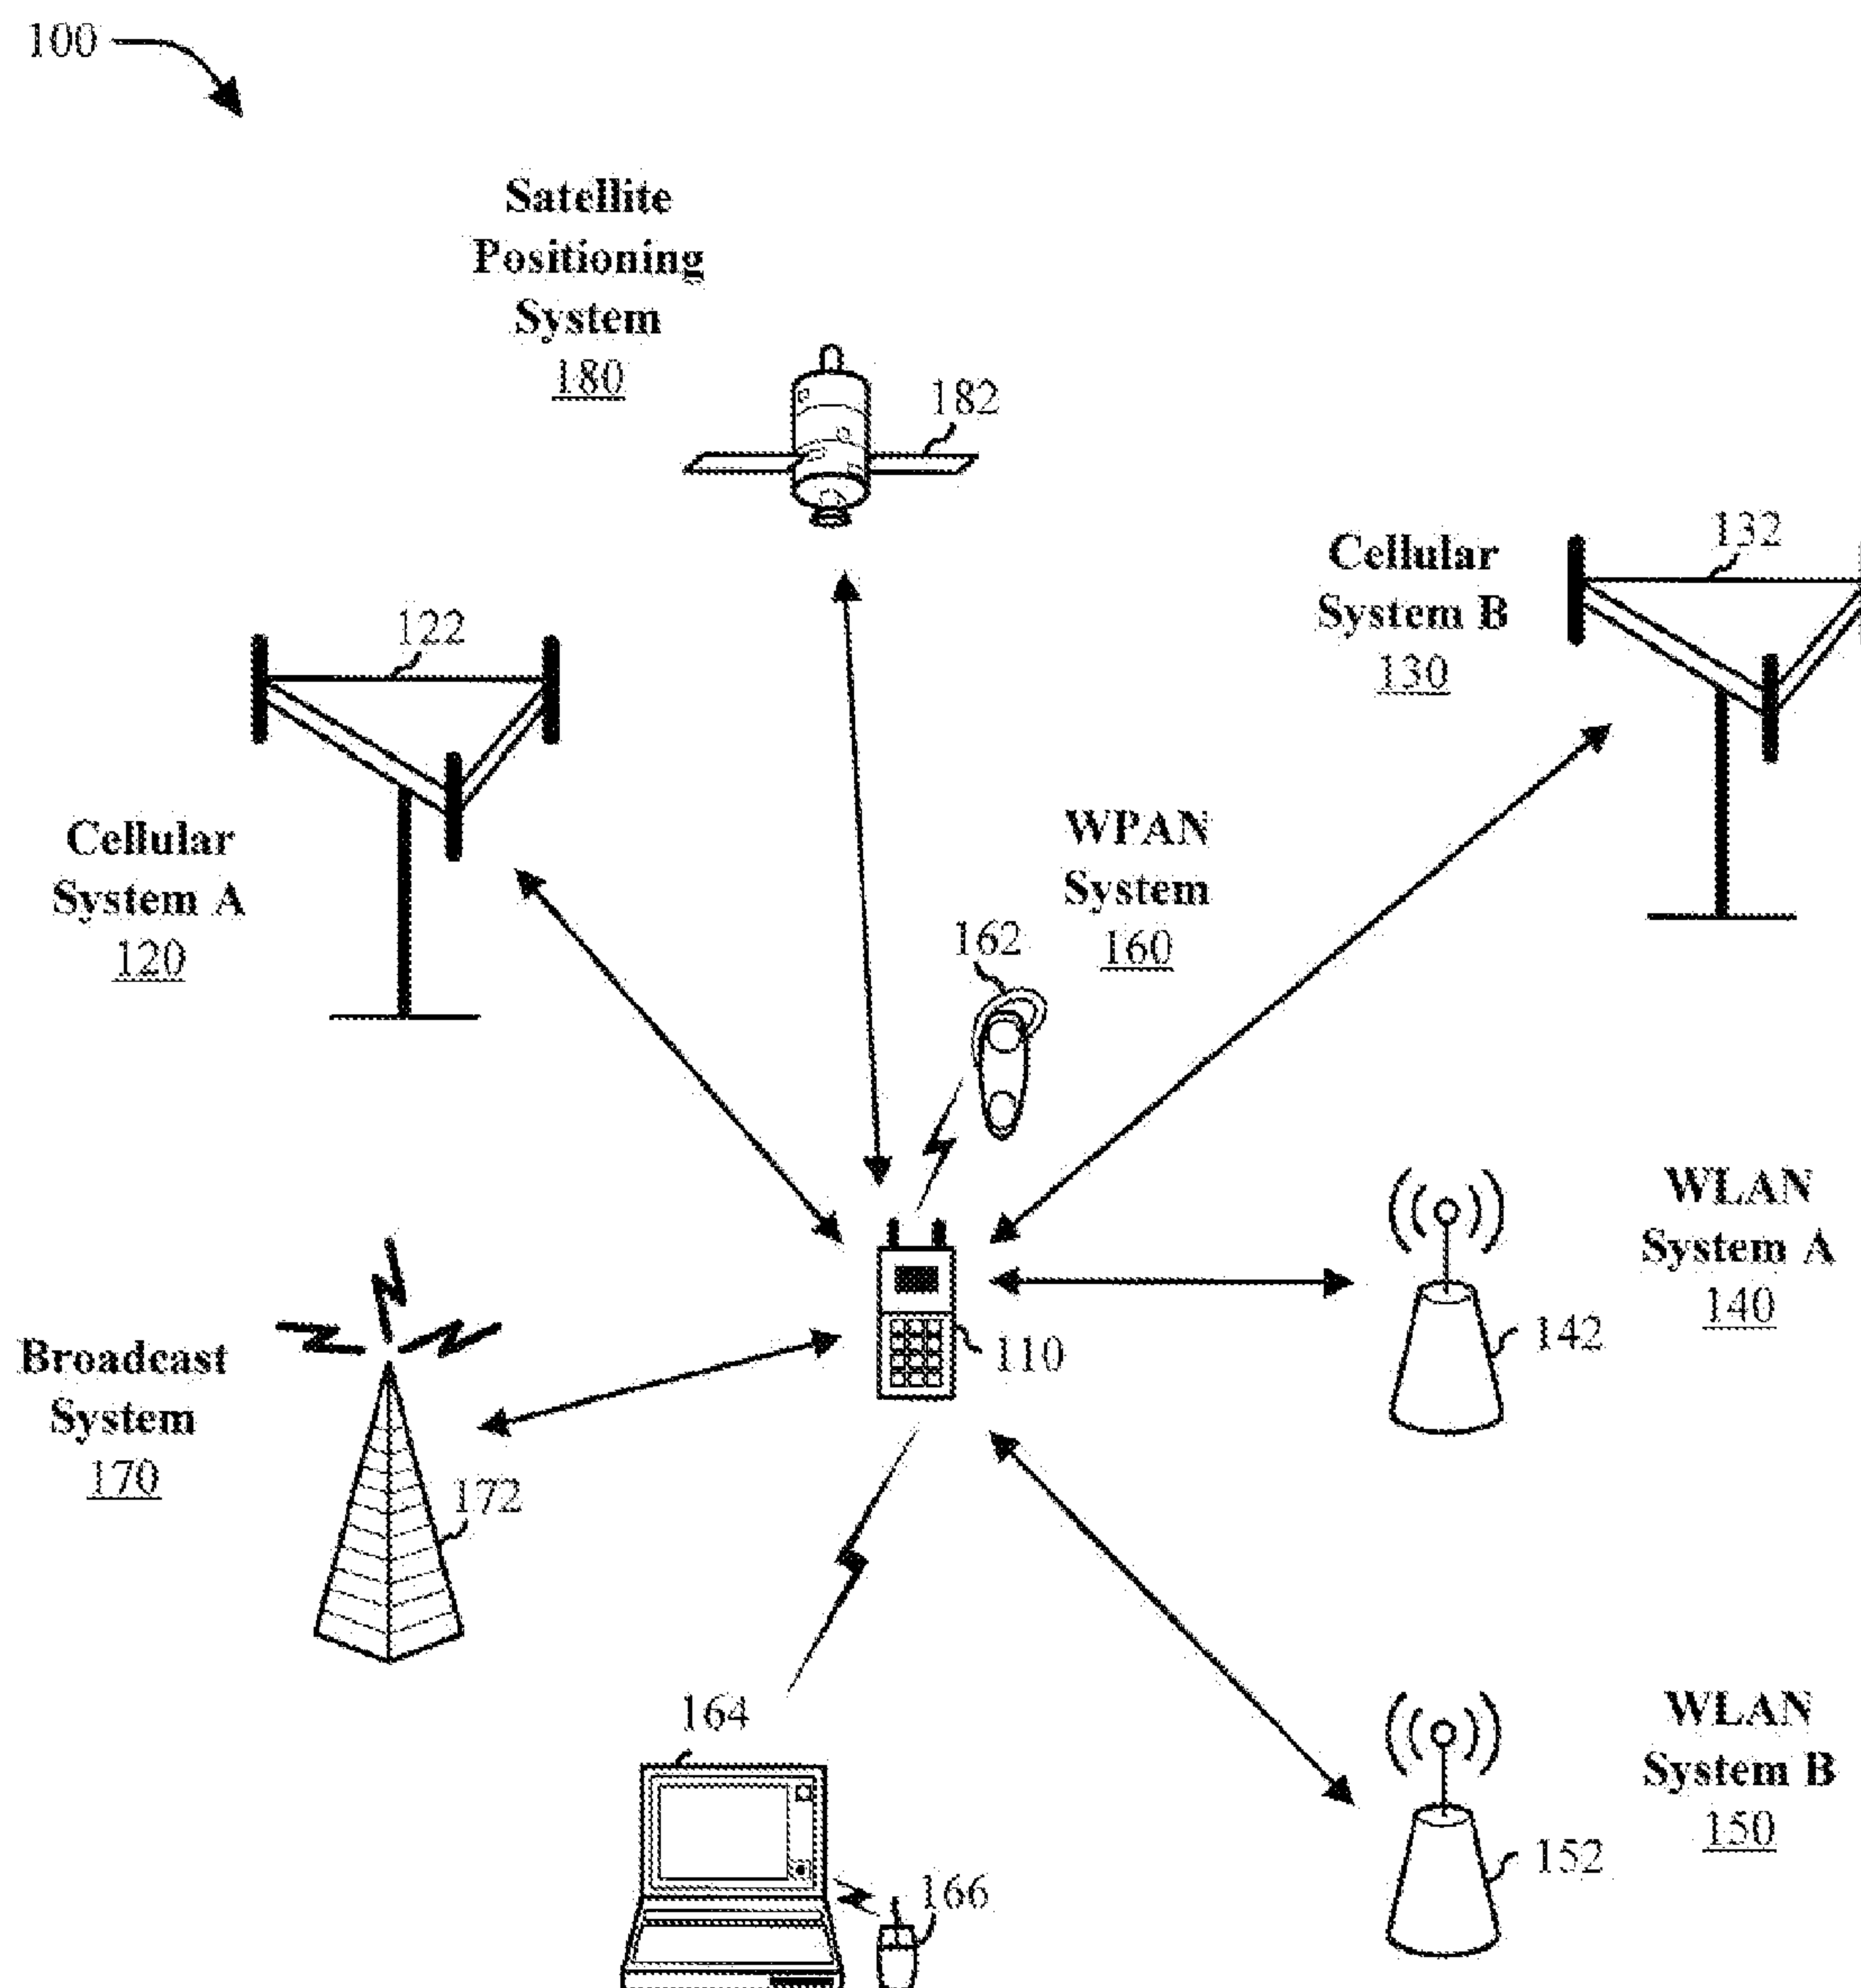 100
Satellite
Positioning
System
180
182
Cellular
System B
130
132
122
Cellular
System A
120
WPAN
System
160
162
WLAN
System A
140
142
110
Broadcast
System
170
172
164
166
WLAN
System B
150
152